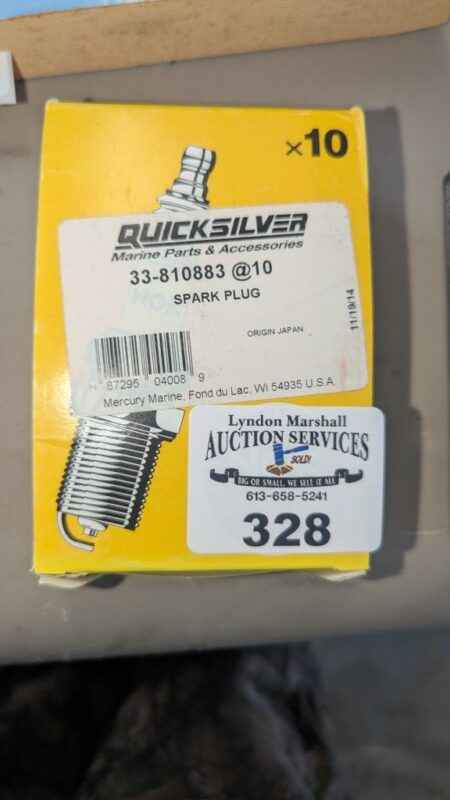 ×10
QUICKSILVER
Marine Parts & Accessories
33-810883 @10
SPARK PLUG
ORIGIN JAPAN
11/19/14
87295 04008 9
Mercury Marine, Fond du Lac, WI 54935 U.S.A.
Lyndon Marshall
AUCTION SERVICES
SOLD!
BIG OR SMALL, WE SELL IT ALL
613-658-5241
328